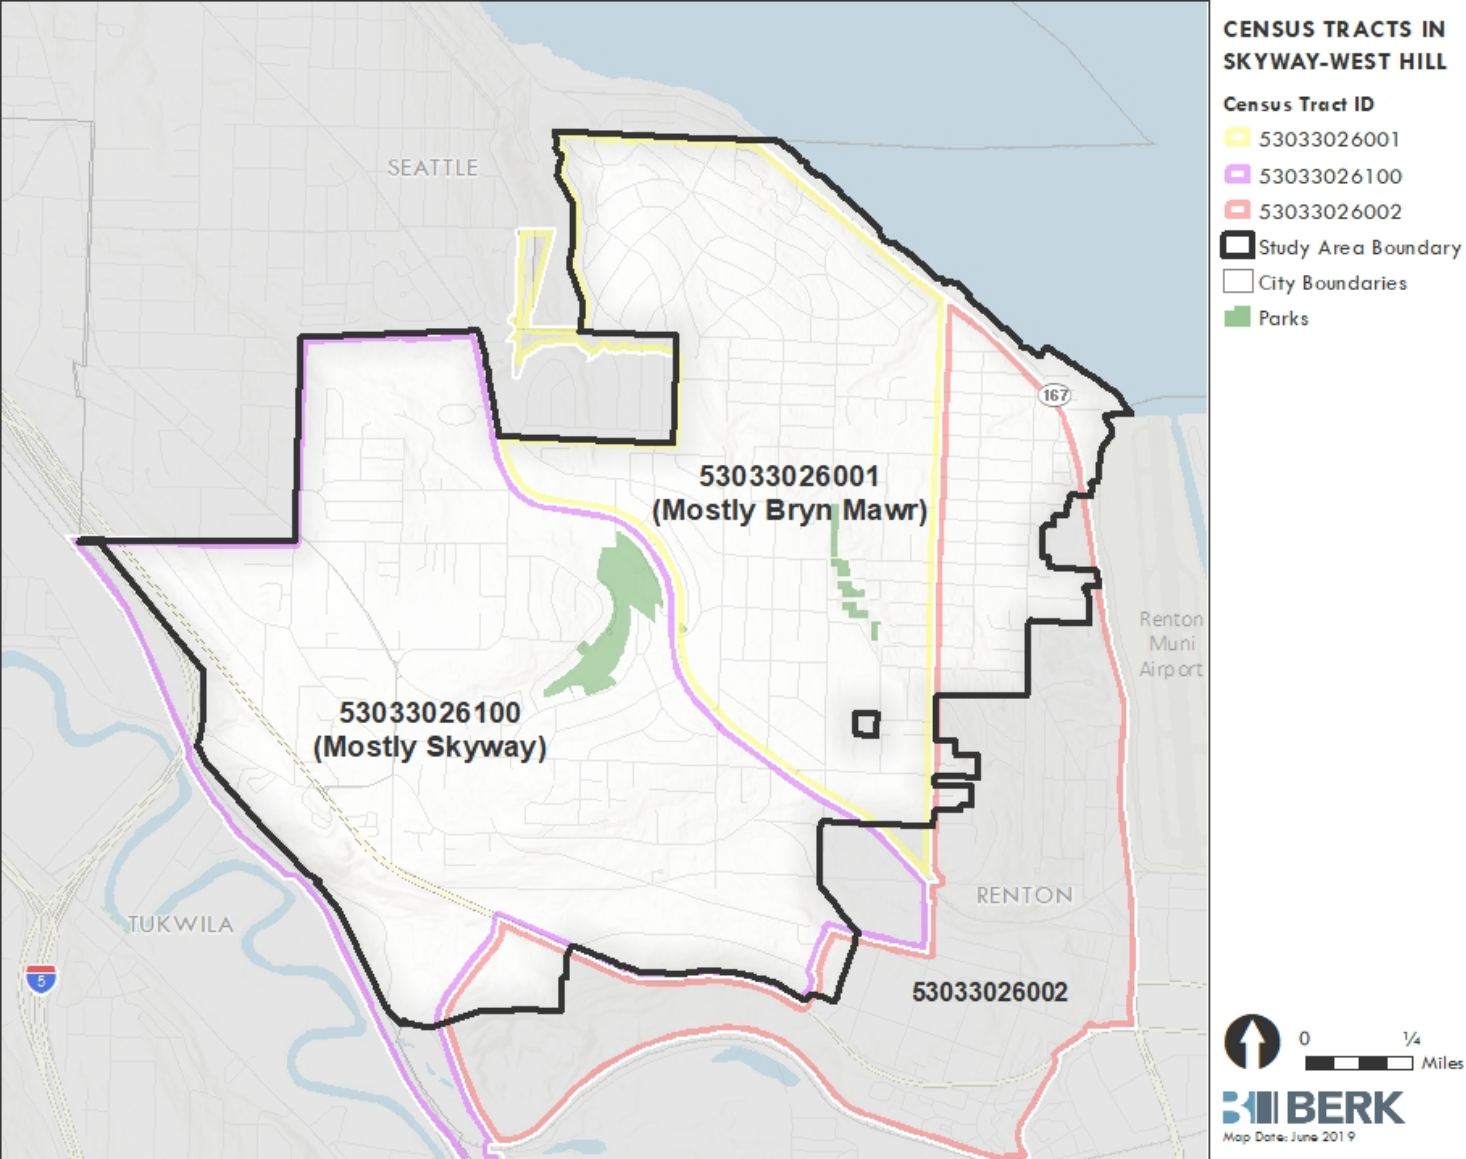 CENSUS TRACTS IN
SKYWAY-WEST HILL
Census Tract ID
53033026001
53033026100
53033026002
Study Area Boundary
City Boundaries
Parks
SEATTLE
167
53033026001
(Mostly Bryn Mawr)
Renton
Muni
Airport
53033026100
(Mostly Skyway)
RENTON
TUKWILA
5
53033026002
0 ¼
Miles
BERK
Map Date: June 2019